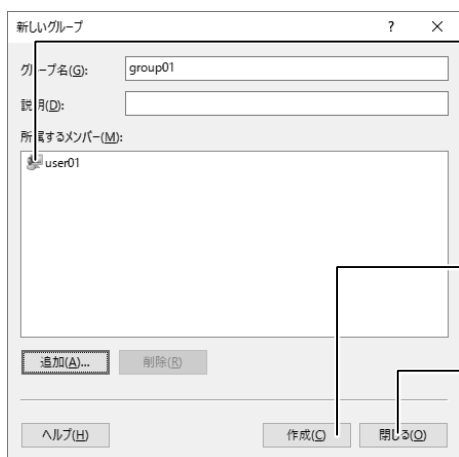 新しいグループ
グループ名(G): group01
説明(D):
所属するメンバー(M):
user01
追加(A)... 削除(R)
ヘルプ(H) 作成(C) 閉じる(O)